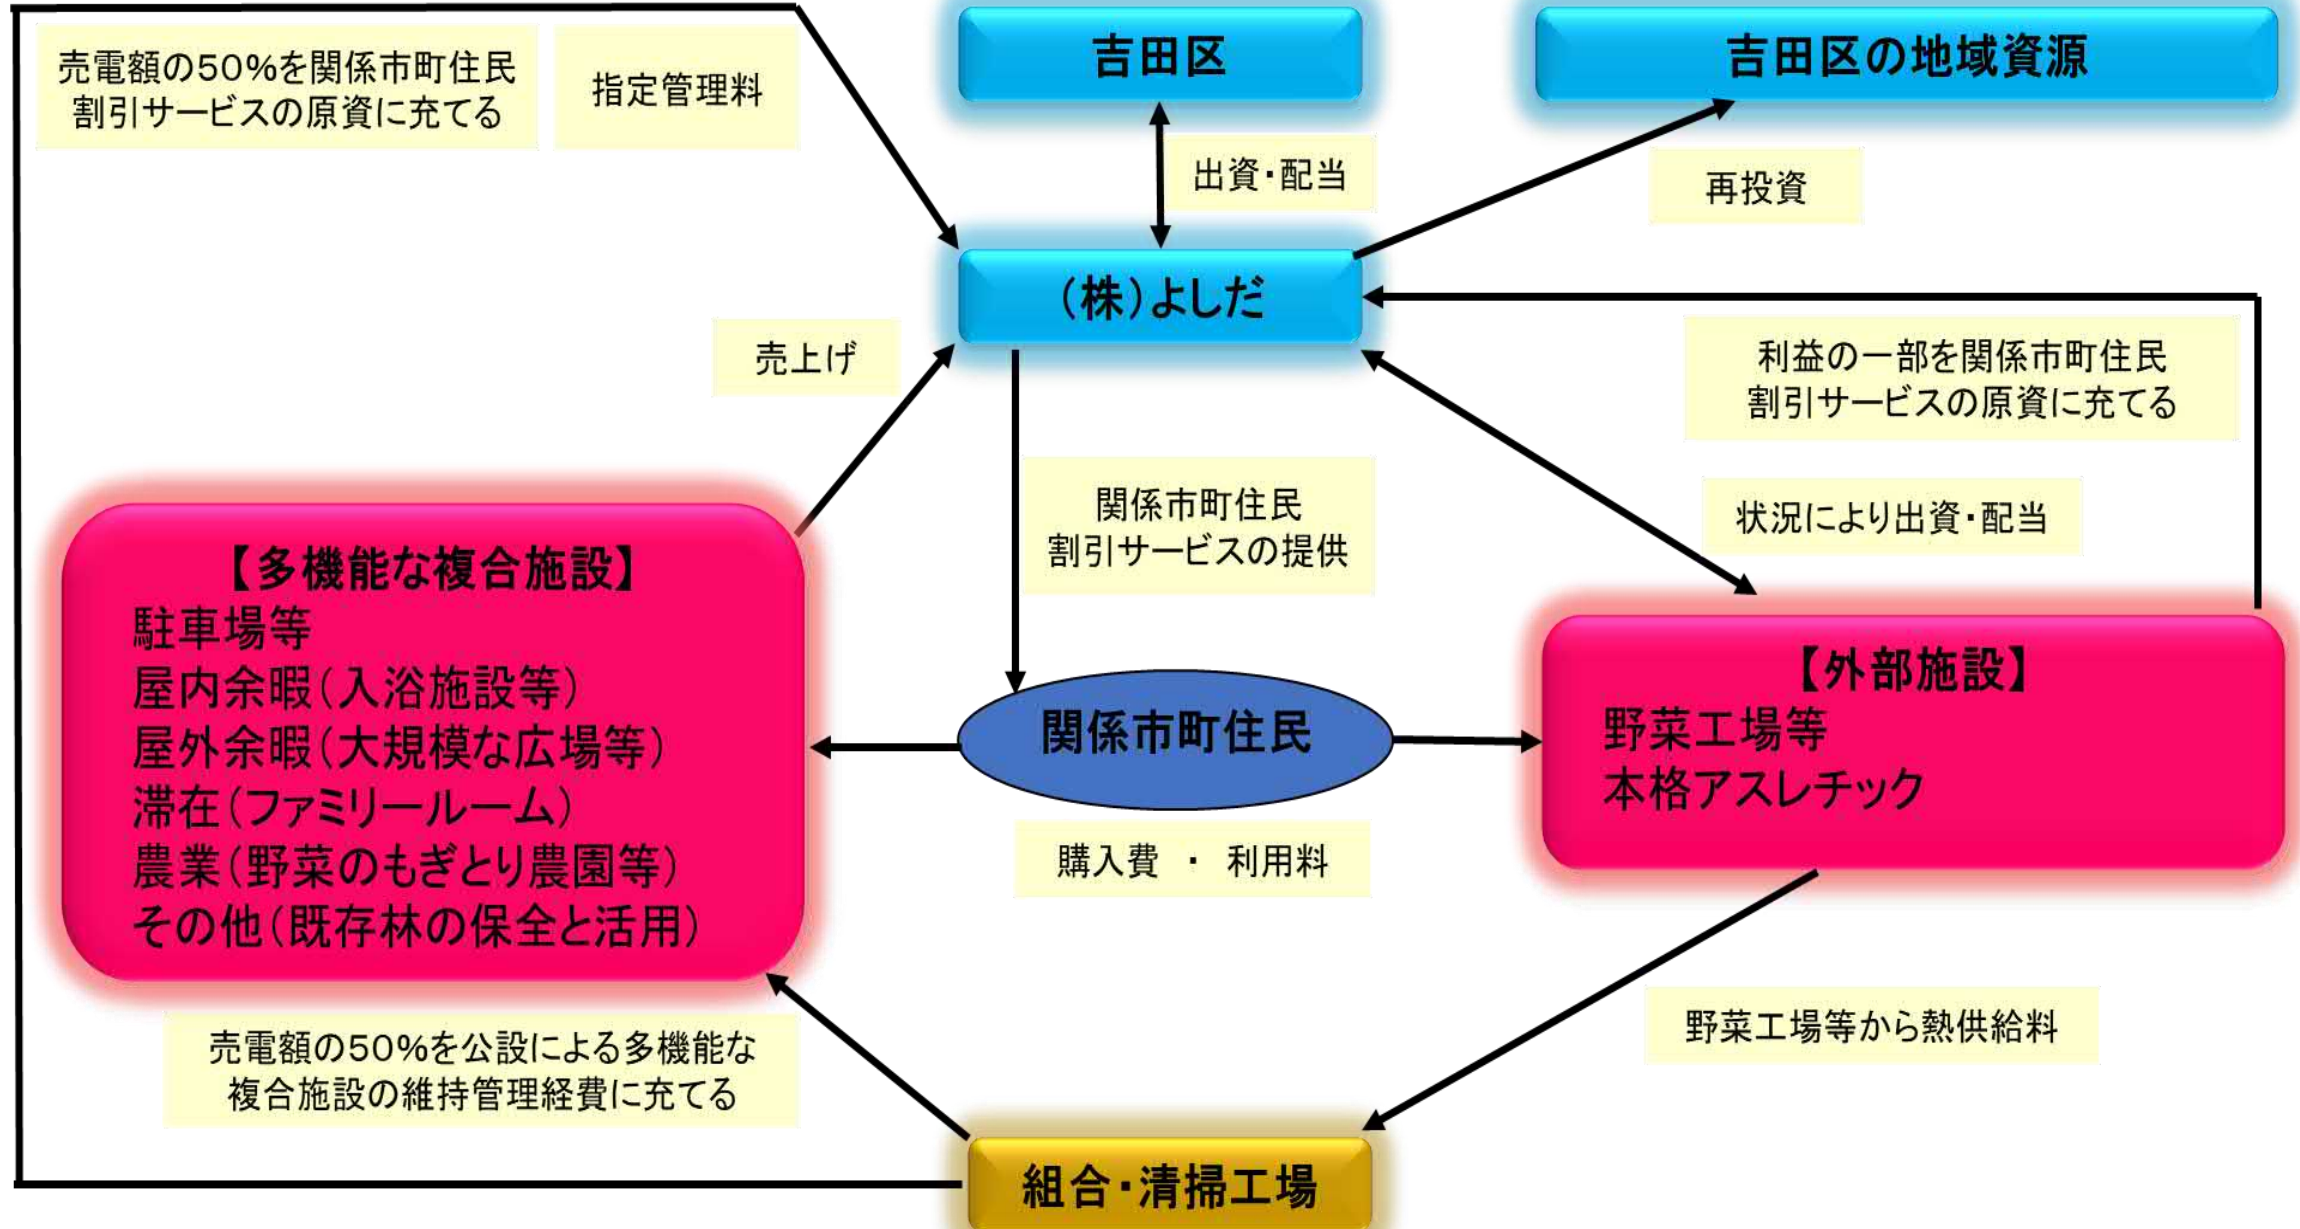 吉田区
吉田区の地域資源
売電額の50%を関係市町住民
割引サービスの原資に充てる
指定管理料
出資・配当
再投資
(株)よしだ
売上げ
利益の一部を関係市町住民
割引サービスの原資に充てる
関係市町住民
割引サービスの提供
状況により出資・配当
【多機能な複合施設】
駐車場等
屋内余暇(入浴施設等)
屋外余暇(大規模な広場等)
滞在(ファミリールーム)
農業(野菜のもぎとり農園等)
その他(既存林の保全と活用)
関係市町住民
購入費 ・ 利用料
【外部施設】
野菜工場等
本格アスレチック
売電額の50%を公設による多機能な
複合施設の維持管理経費に充てる
野菜工場等から熱供給料
組合・清掃工場